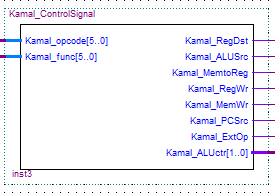 Kamal_ControlSignal
Kamal_opcode[5..0] Kamal_RegDst
Kamal_func[5..0] Kamal_ALUSrc
Kamal_MemtoReg
Kamal_RegWr
Kamal_MemWr
Kamal_PCSrc
Kamal_ExtOp
Kamal_ALUctr[1..0]
inst3